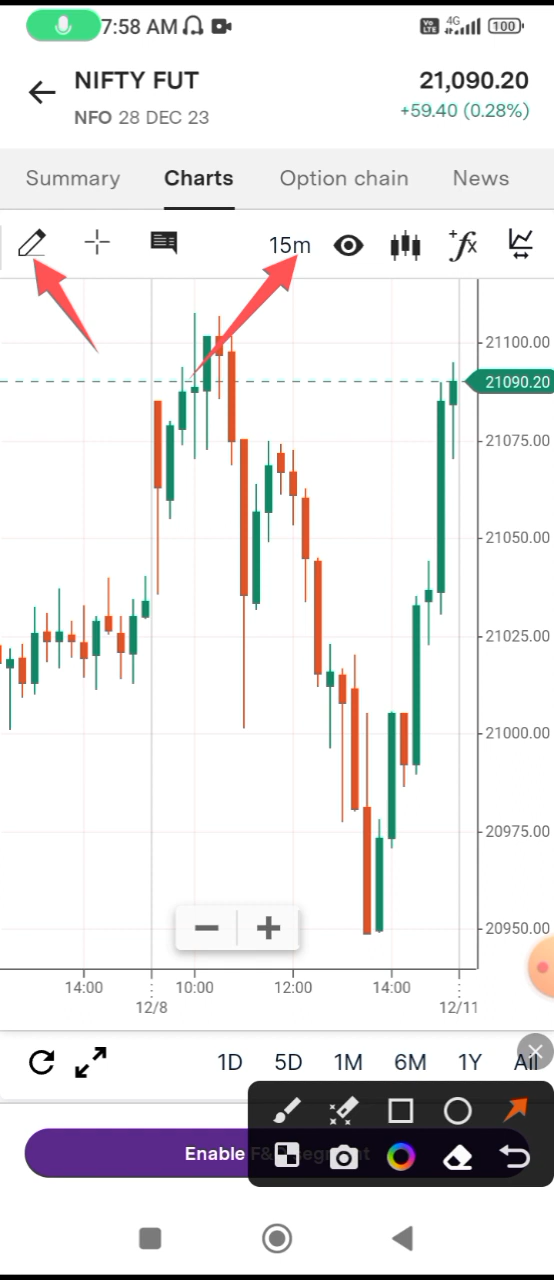 7:58 AM
Vo LTE 4G 100
NIFTY FUT
21,090.20
NFO 28 DEC 23
+59.40 (0.28%)
Summary Charts Option chain News
15m
+fx
21100.00
21090.20
21075.00
21050.00
21025.00
21000.00
20975.00
20950.00
14:00 10:00 12:00 14:00
12/8 12/11
1D 5D 1M 6M 1Y All
Enable F&